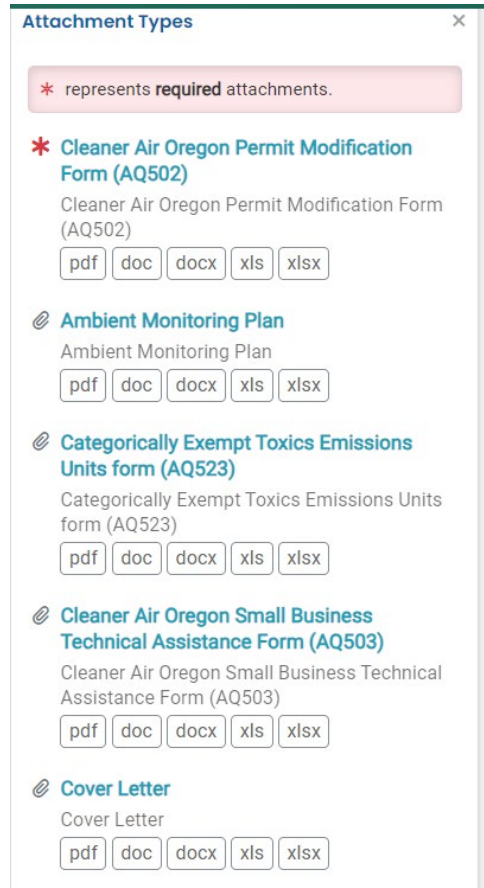 Attachment Types ×
* represents required attachments.
* Cleaner Air Oregon Permit Modification
Form (AQ502)
Cleaner Air Oregon Permit Modification Form
(AQ502)
pdf doc docx xls xlsx
Ambient Monitoring Plan
Ambient Monitoring Plan
pdf doc docx xls xlsx
Categorically Exempt Toxics Emissions
Units form (AQ523)
Categorically Exempt Toxics Emissions Units
form (AQ523)
pdf doc docx xls xlsx
Cleaner Air Oregon Small Business
Technical Assistance Form (AQ503)
Cleaner Air Oregon Small Business Technical
Assistance Form (AQ503)
pdf doc docx xls xlsx
Cover Letter
Cover Letter
pdf doc docx xls xlsx